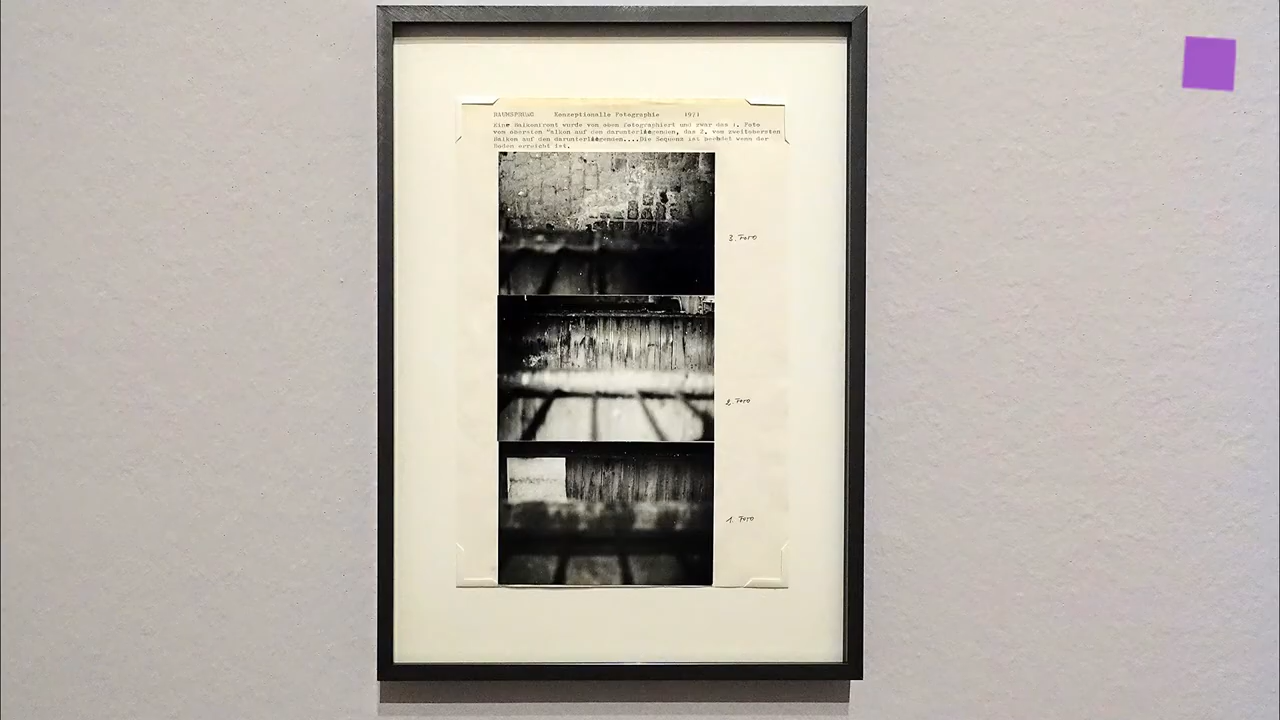 RAUMSPRUNG Konzeptionelle Fotographie 1971
Eine Balkonfront wurde von oben fotographiert und zwar das 1. Foto
vom obersten Balkon auf den darunterliegenden, das 2. vom zweitobersten
Balkon auf den darunterliegenden....Die Sequenz ist beendet wenn der
Boden erreicht ist.
3. Foto
2. Foto
1. Foto